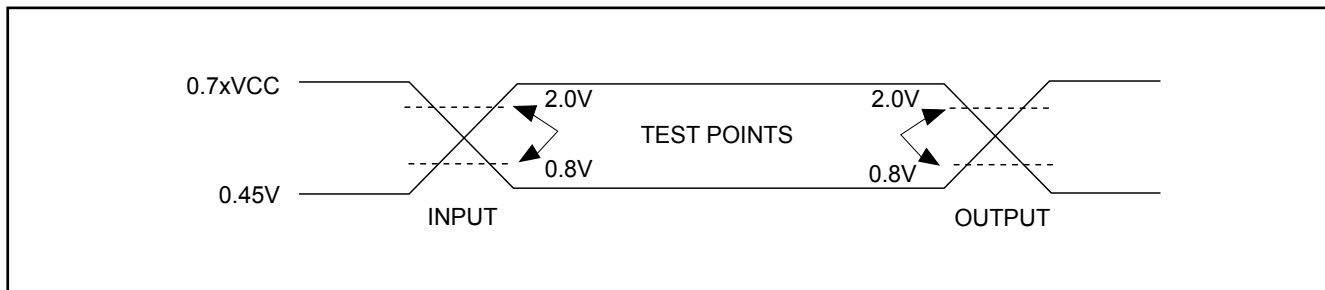 0.7xVCC
2.0V
2.0V
TEST POINTS
0.8V
0.8V
0.45V
INPUT
OUTPUT